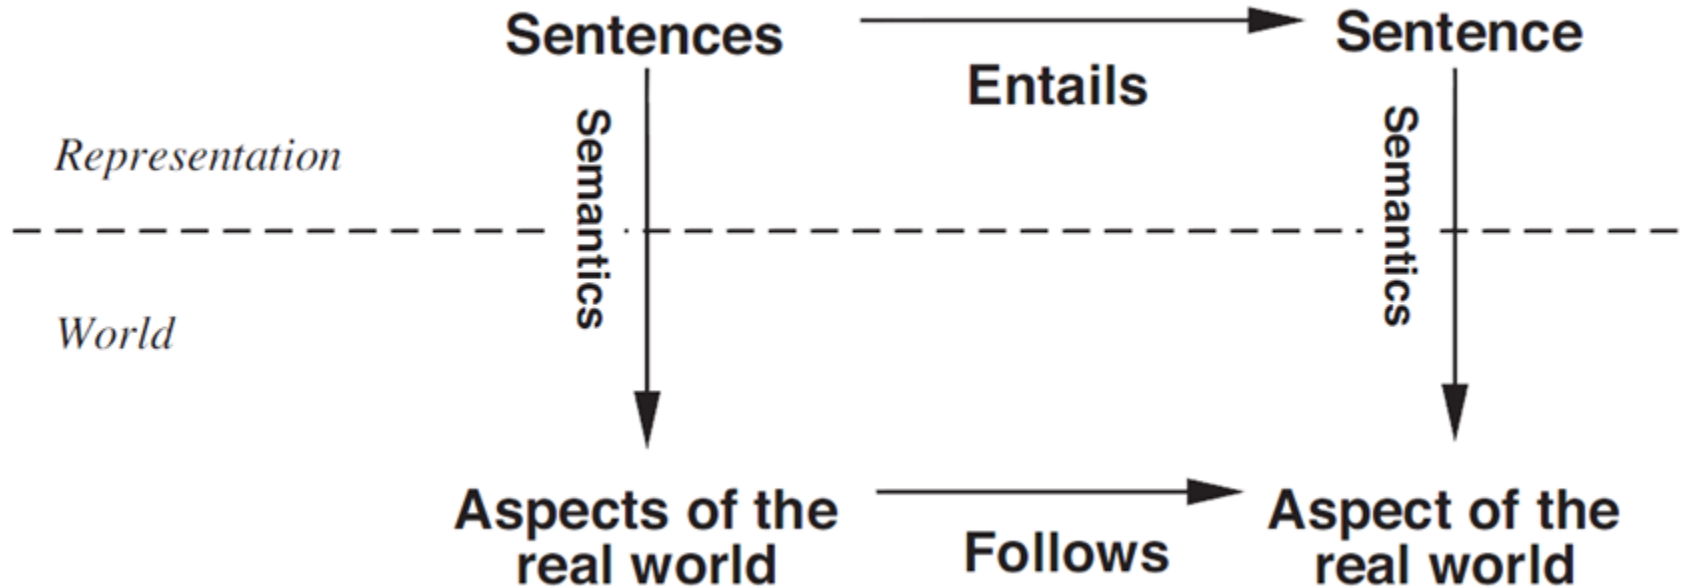 Sentences
Sentence
Entails
Semantics
Semantics
Representation
World
Aspects of the
real world
Follows
Aspect of the
real world